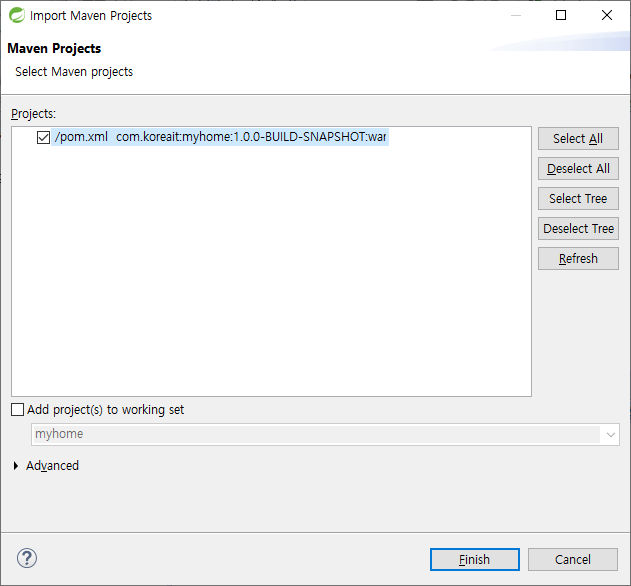 Import Maven Projects
Maven Projects
Select Maven projects
Projects:
/pom.xml com.koreait:myhome:1.0.0-BUILD-SNAPSHOT:war
Select All
Deselect All
Select Tree
Deselect Tree
Refresh
Add project(s) to working set
myhome
Advanced
?
Finish
Cancel